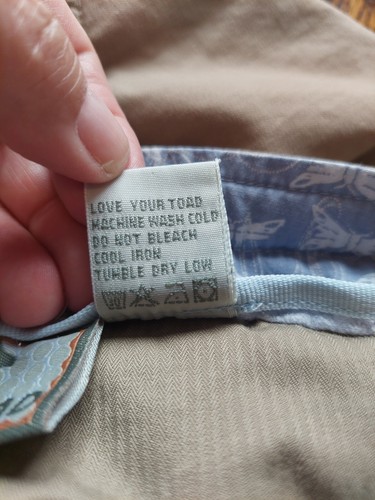 LOVE YOUR TOAD
MACHINE WASH COLD
DO NOT BLEACH
COOL IRON
TUMBLE DRY LOW